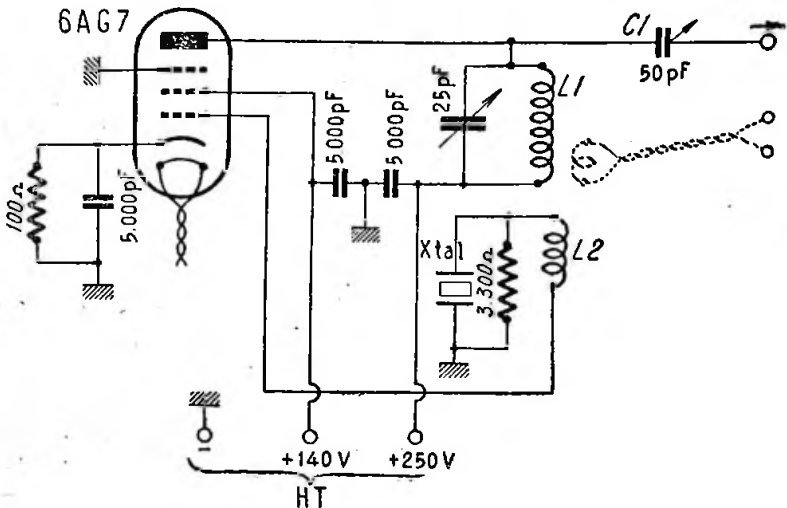 6AG7
C1
50pF
25pF
L1
5.000pF
5.000pF
100Ω
5.000pF
Xtal
3.300Ω
L2
+140V
+250V
HT